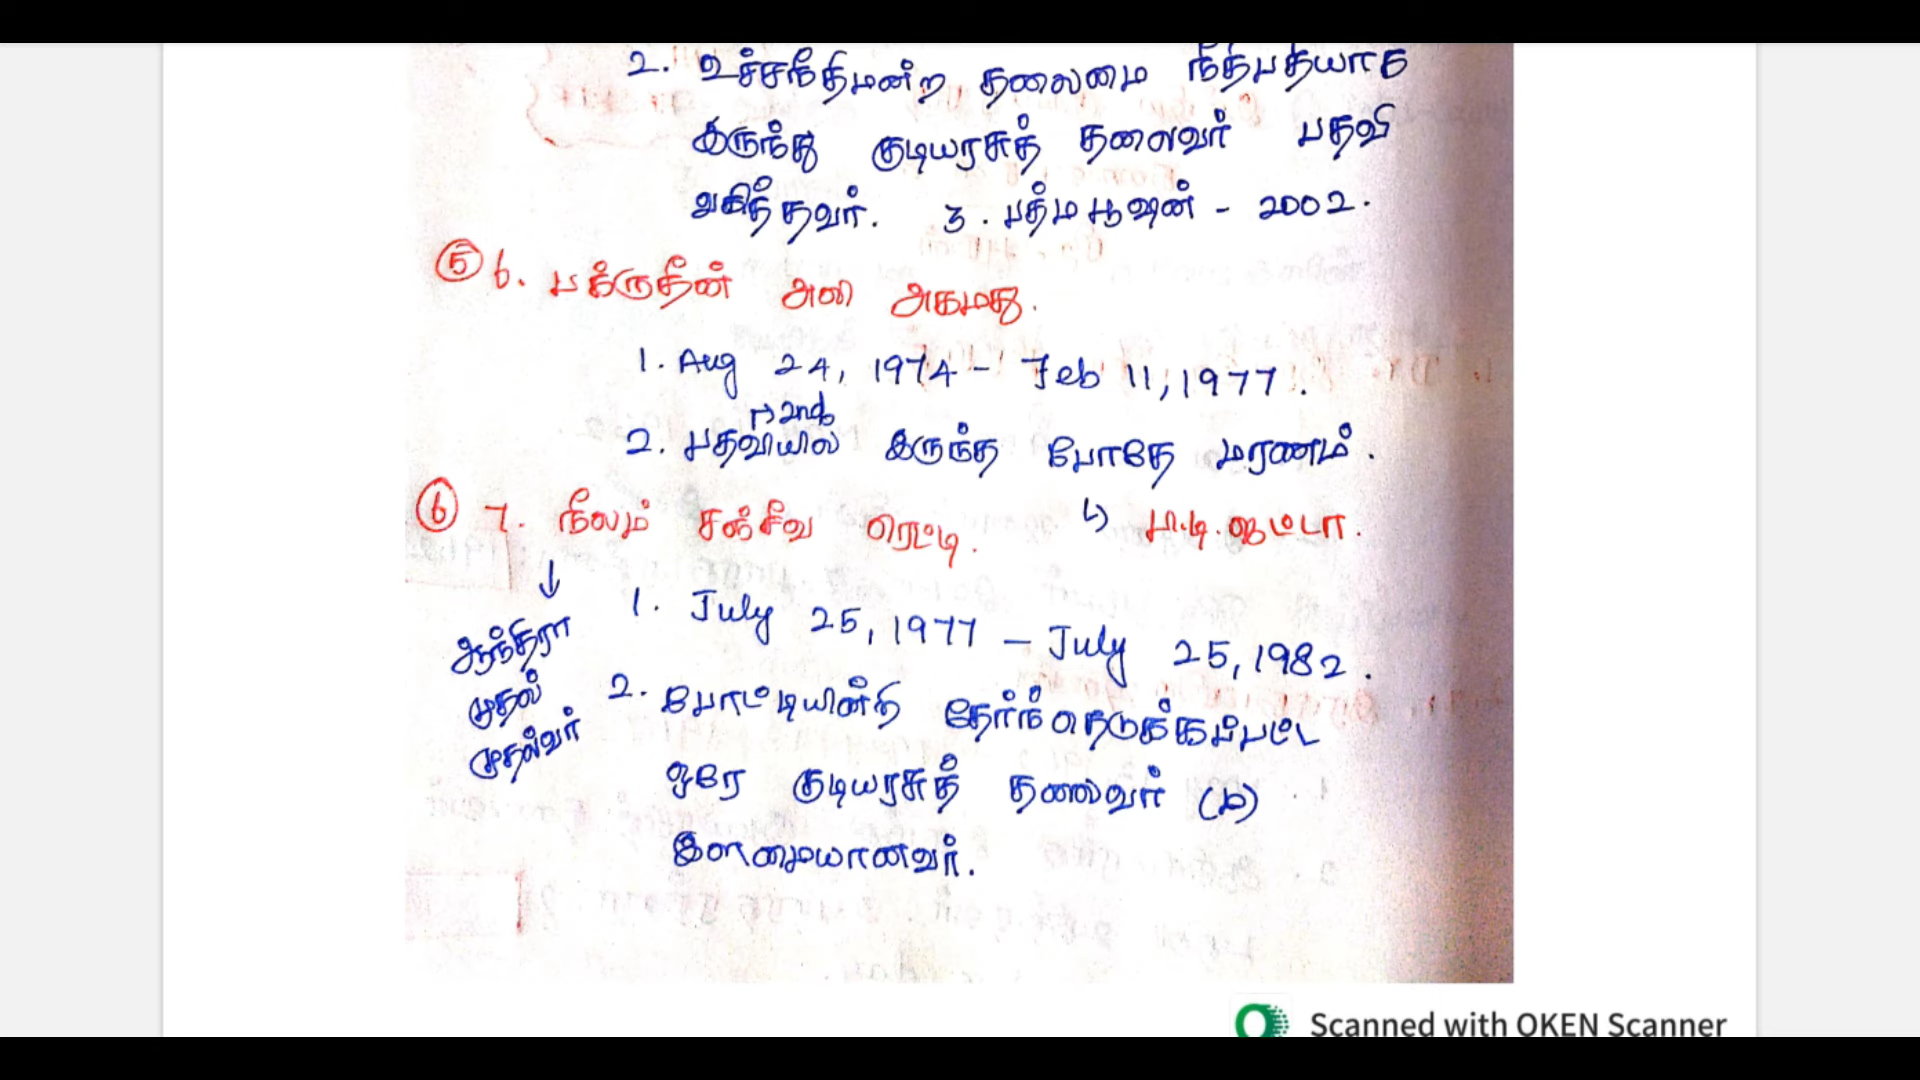 2. உச்சநீதிமன்ற தலைமை நீதிபதியாக
இருந்து குடியரசுத் தலைவர் பதவி
வகித்தவர். 3. பத்ம பூஷன் - 2002.
⑤ 6. பக்ருதீன் அலி அகமது.
1. Aug 24, 1974 - Feb 11, 1977.
↱ 2nd
2. பதவியில் இருந்த போதே மரணம்.
⑥ 7. நீலம் சஞ்சீவ ரெட்டி. ↳ பி.டி.ஜட்டா.
↓
1. July 25, 1977 - July 25, 1982.
ஆந்திரா
முதல்
முதல்வர்
2. போட்டியின்றி தேர்ந்தெடுக்கப்பட்ட
ஒரே குடியரசுத் தலைவர் (ம)
இளமையானவர்.
Scanned with OKEN Scanner